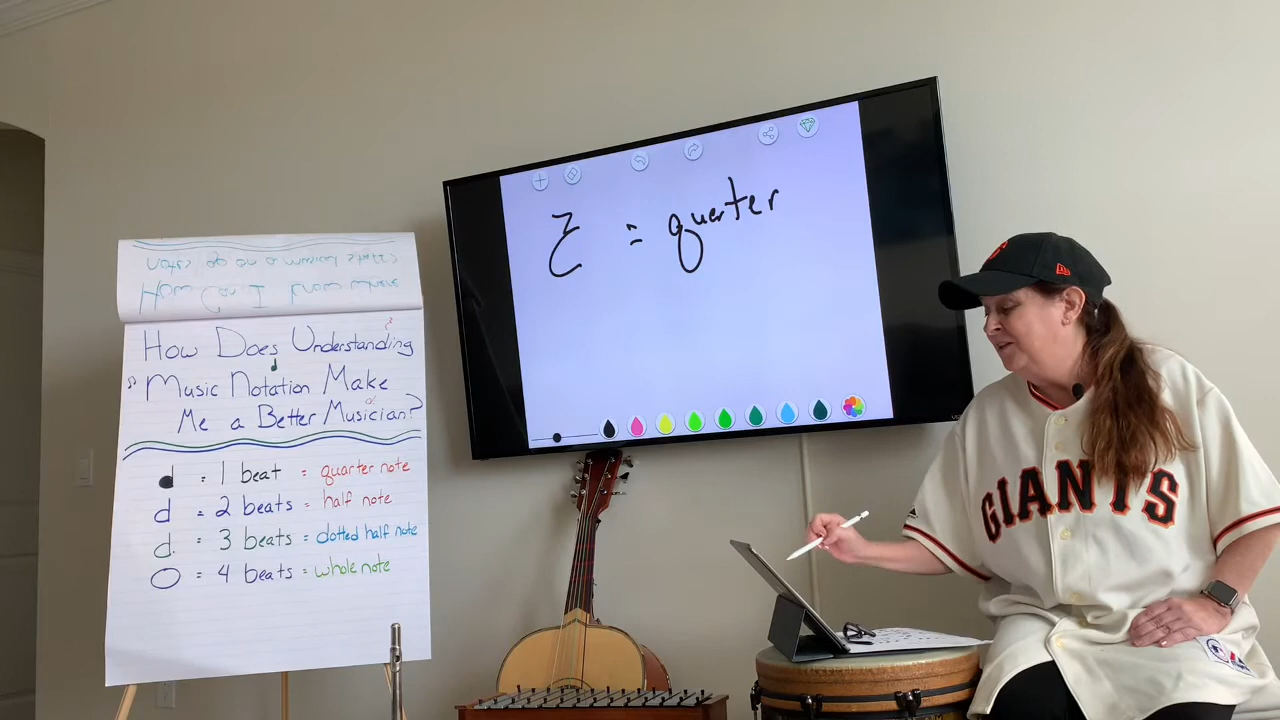 How Does Understanding
Music Notation Make
Me a Better Musician?
= 1 beat = quarter note
d = 2 beats = half note
d. = 3 beats = dotted half note
O = 4 beats = whole note
= quarter
GIANTS